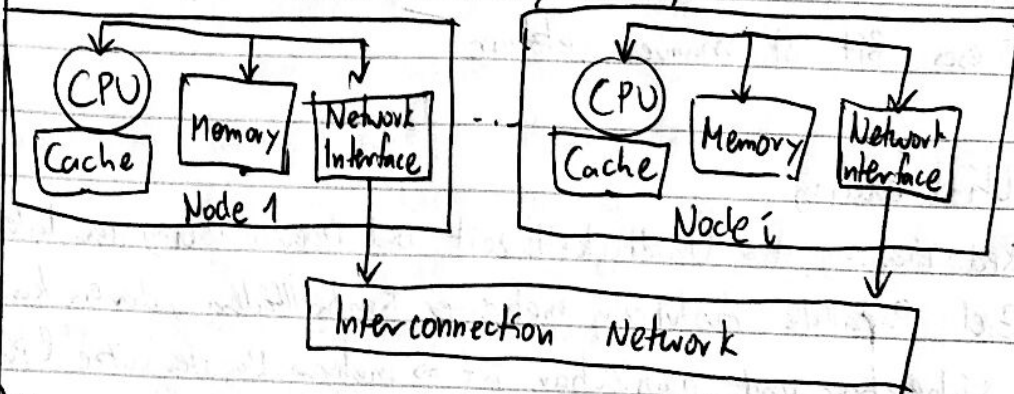 CPU
Cache
Memory
Network
Interface
Node 1
...
CPU
Cache
Memory
Network
Interface
Node i
Interconnection Network